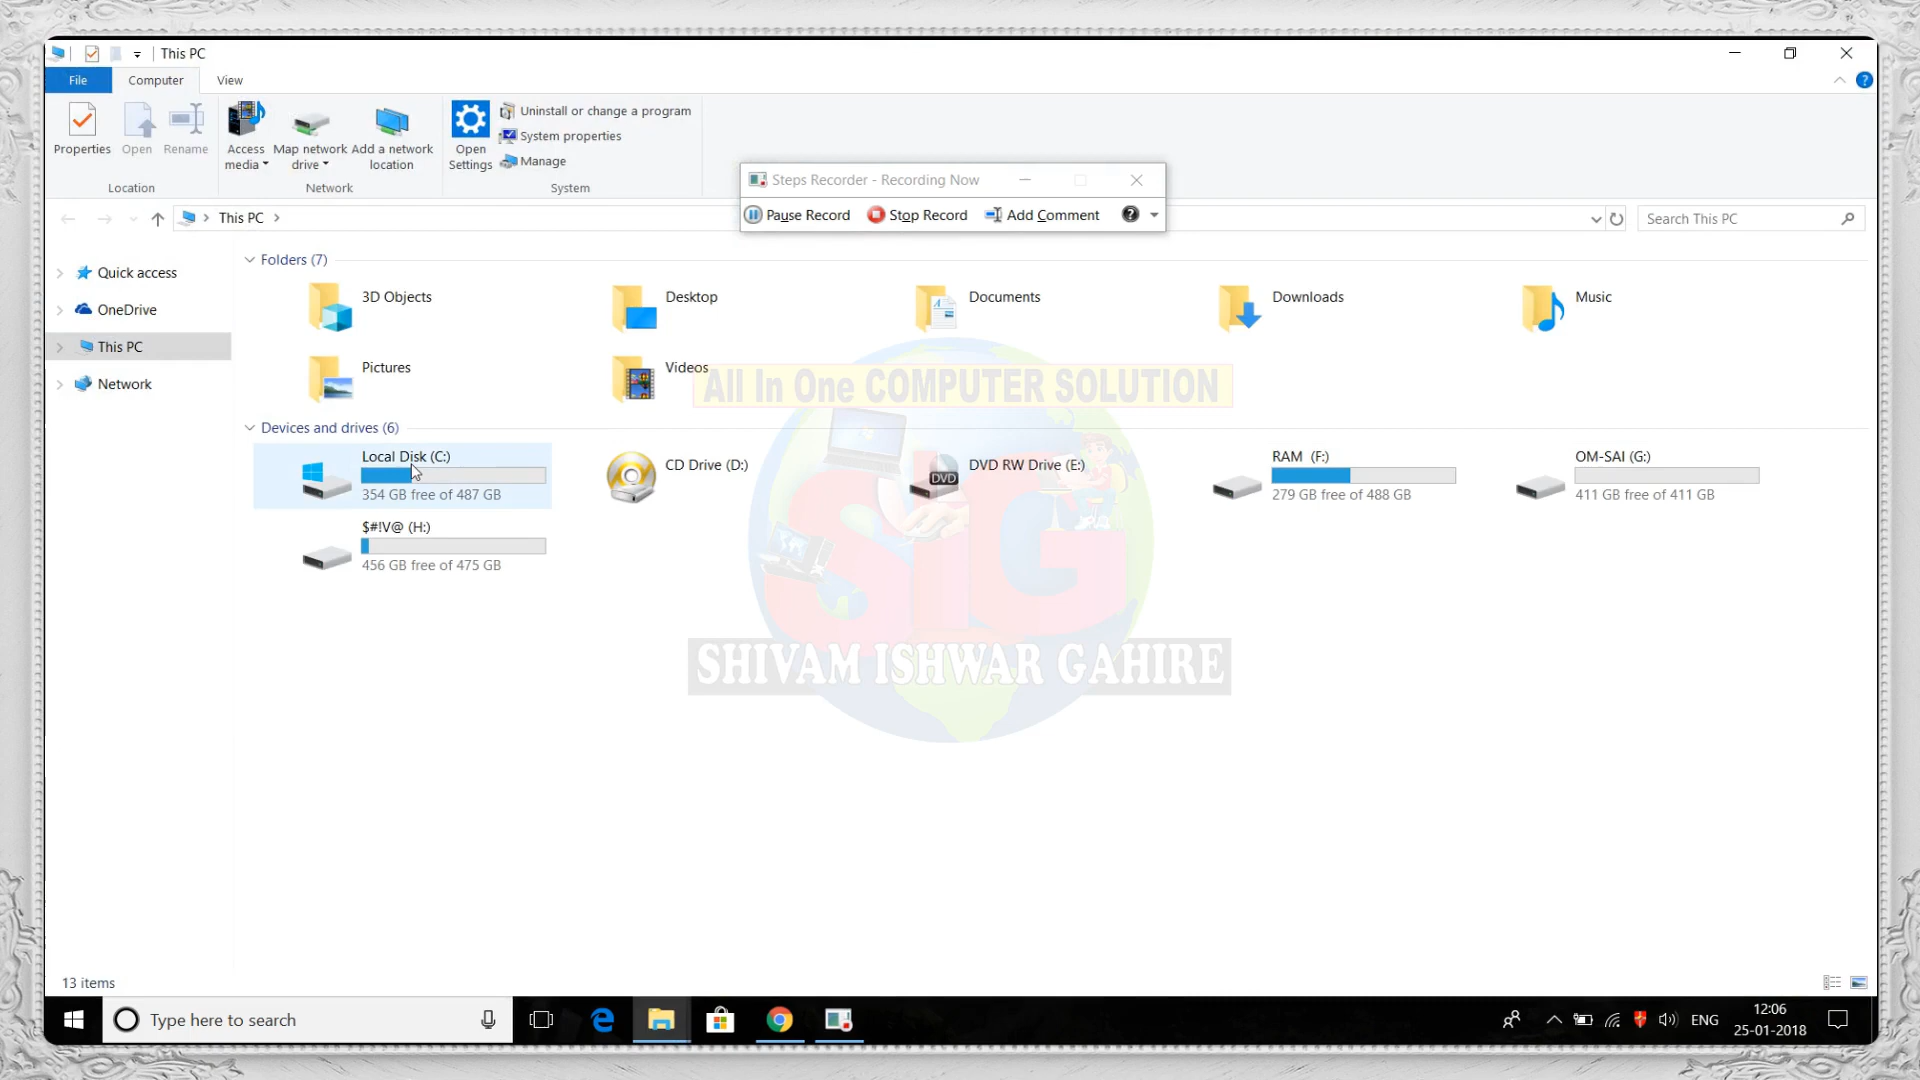 This PC
File
Computer
View
Properties
Open
Rename
Access media
Map network drive
Add a network location
Open Settings
Uninstall or change a program
System properties
Manage
Location
Network
System
Steps Recorder - Recording Now
Pause Record
Stop Record
Add Comment
This PC
Search This PC
Quick access
OneDrive
This PC
Network
Folders (7)
3D Objects
Desktop
Documents
Downloads
Music
Pictures
Videos
All In One COMPUTER SOLUTION
Devices and drives (6)
Local Disk (C:)
354 GB free of 487 GB
CD Drive (D:)
DVD
DVD RW Drive (E:)
RAM (F:)
279 GB free of 488 GB
OM-SAI (G:)
411 GB free of 411 GB
$#!V@ (H:)
456 GB free of 475 GB
SIG
SHIVAM ISHWAR GAHIRE
13 items
Type here to search
ENG
12:06
25-01-2018